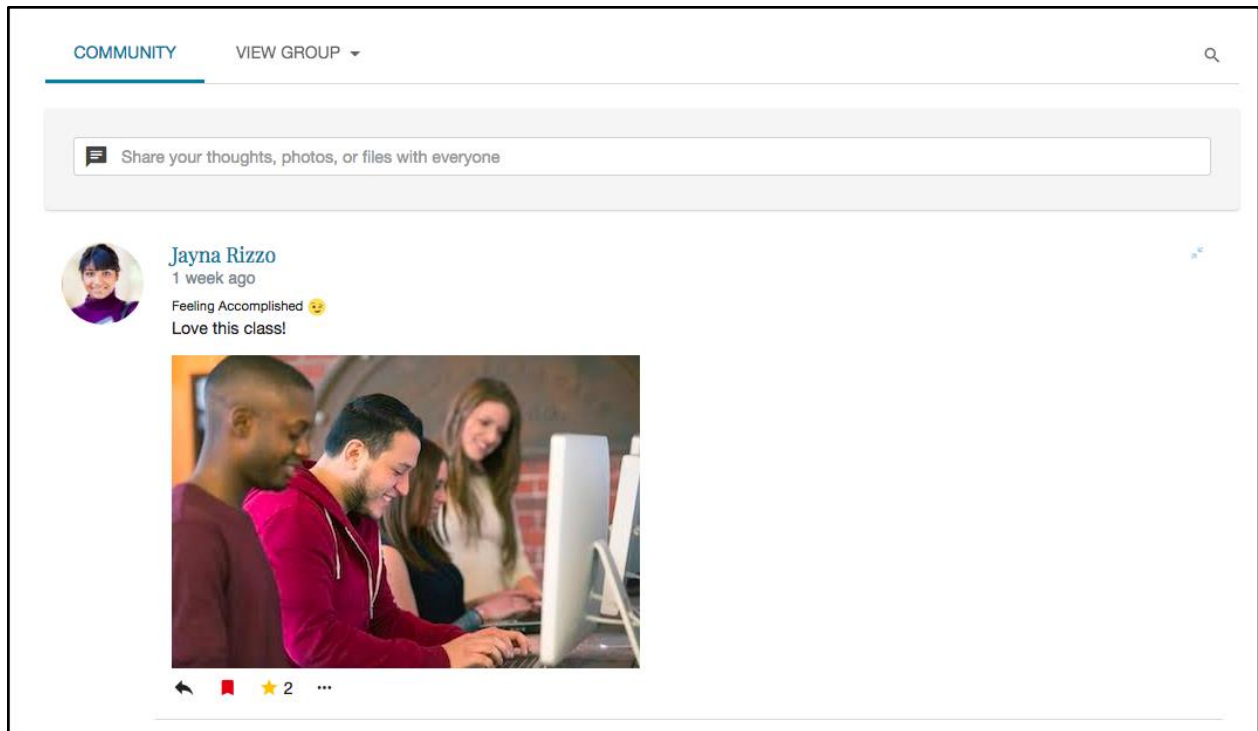 COMMUNITY VIEW GROUP
Share your thoughts, photos, or files with everyone
Jayna Rizzo
1 week ago
Feeling Accomplished 😉
Love this class!
2